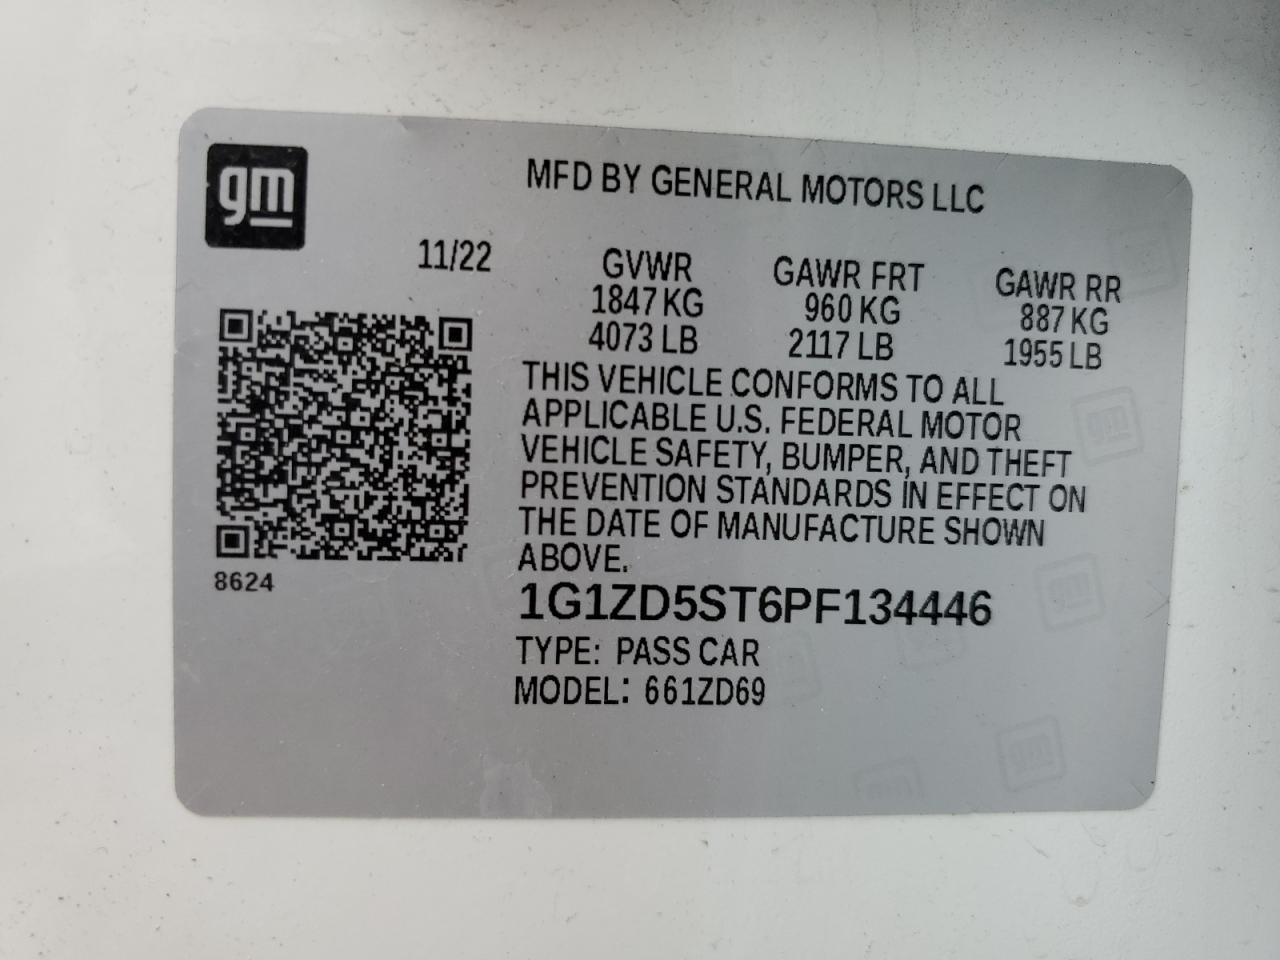 gm
MFD BY GENERAL MOTORS LLC
11/22 GVWR GAWR FRT GAWR RR
1847 KG 960 KG 887 KG
4073 LB 2117 LB 1955 LB
THIS VEHICLE CONFORMS TO ALL
APPLICABLE U.S. FEDERAL MOTOR
VEHICLE SAFETY, BUMPER, AND THEFT
PREVENTION STANDARDS IN EFFECT ON
THE DATE OF MANUFACTURE SHOWN
ABOVE.
8624
1G1ZD5ST6PF134446
TYPE: PASS CAR
MODEL: 661ZD69